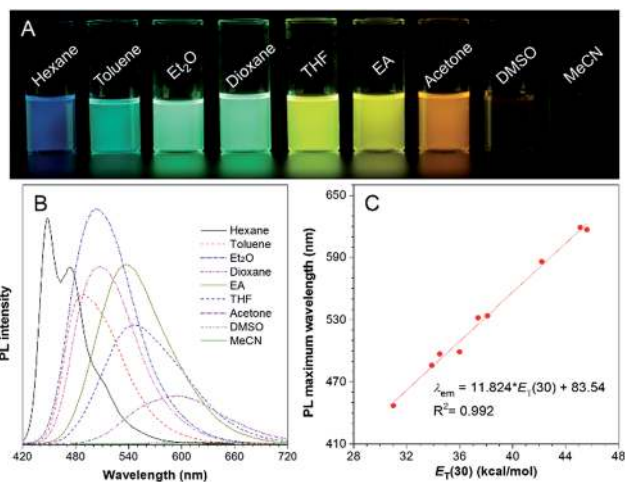 A
Hexane
Toluene
Et₂O
Dioxane
THF
EA
Acetone
DMSO
MeCN
B
PL intensity
Hexane
Toluene
Et₂O
Dioxane
EA
THF
Acetone
DMSO
MeCN
420 480 540 600 660 720
Wavelength (nm)
C
PL maximum wavelength (nm)
650
590
530
470
410
λem = 11.824*ET(30) + 83.54
R²= 0.992
28 32 36 40 44 48
ET(30) (kcal/mol)